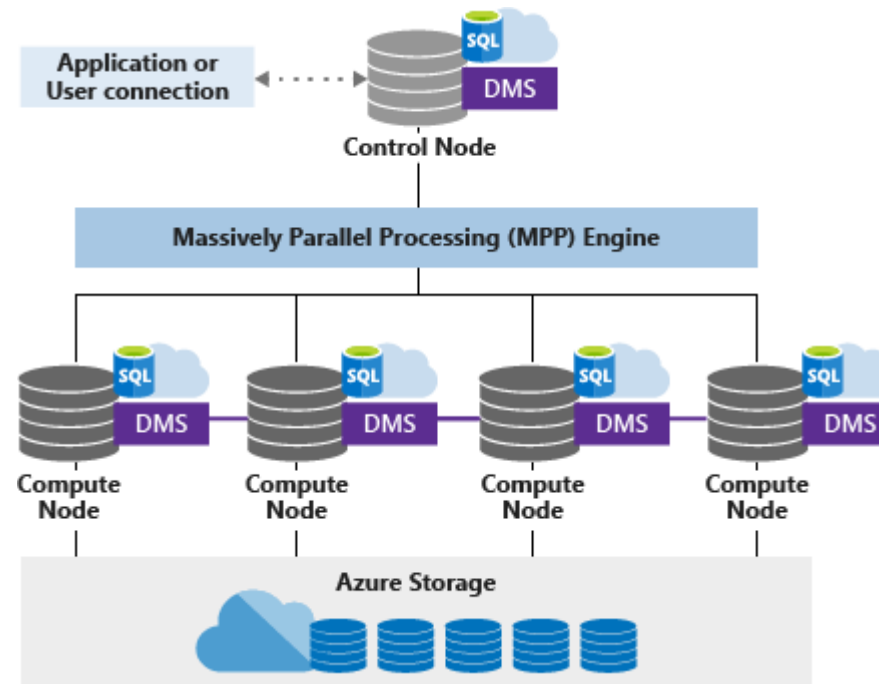 SQL
Application or
User connection
DMS
Control Node
Massively Parallel Processing (MPP) Engine
SQL
SQL
SQL
SQL
DMS
DMS
DMS
DMS
Compute
Node
Compute
Node
Compute
Node
Compute
Node
Azure Storage